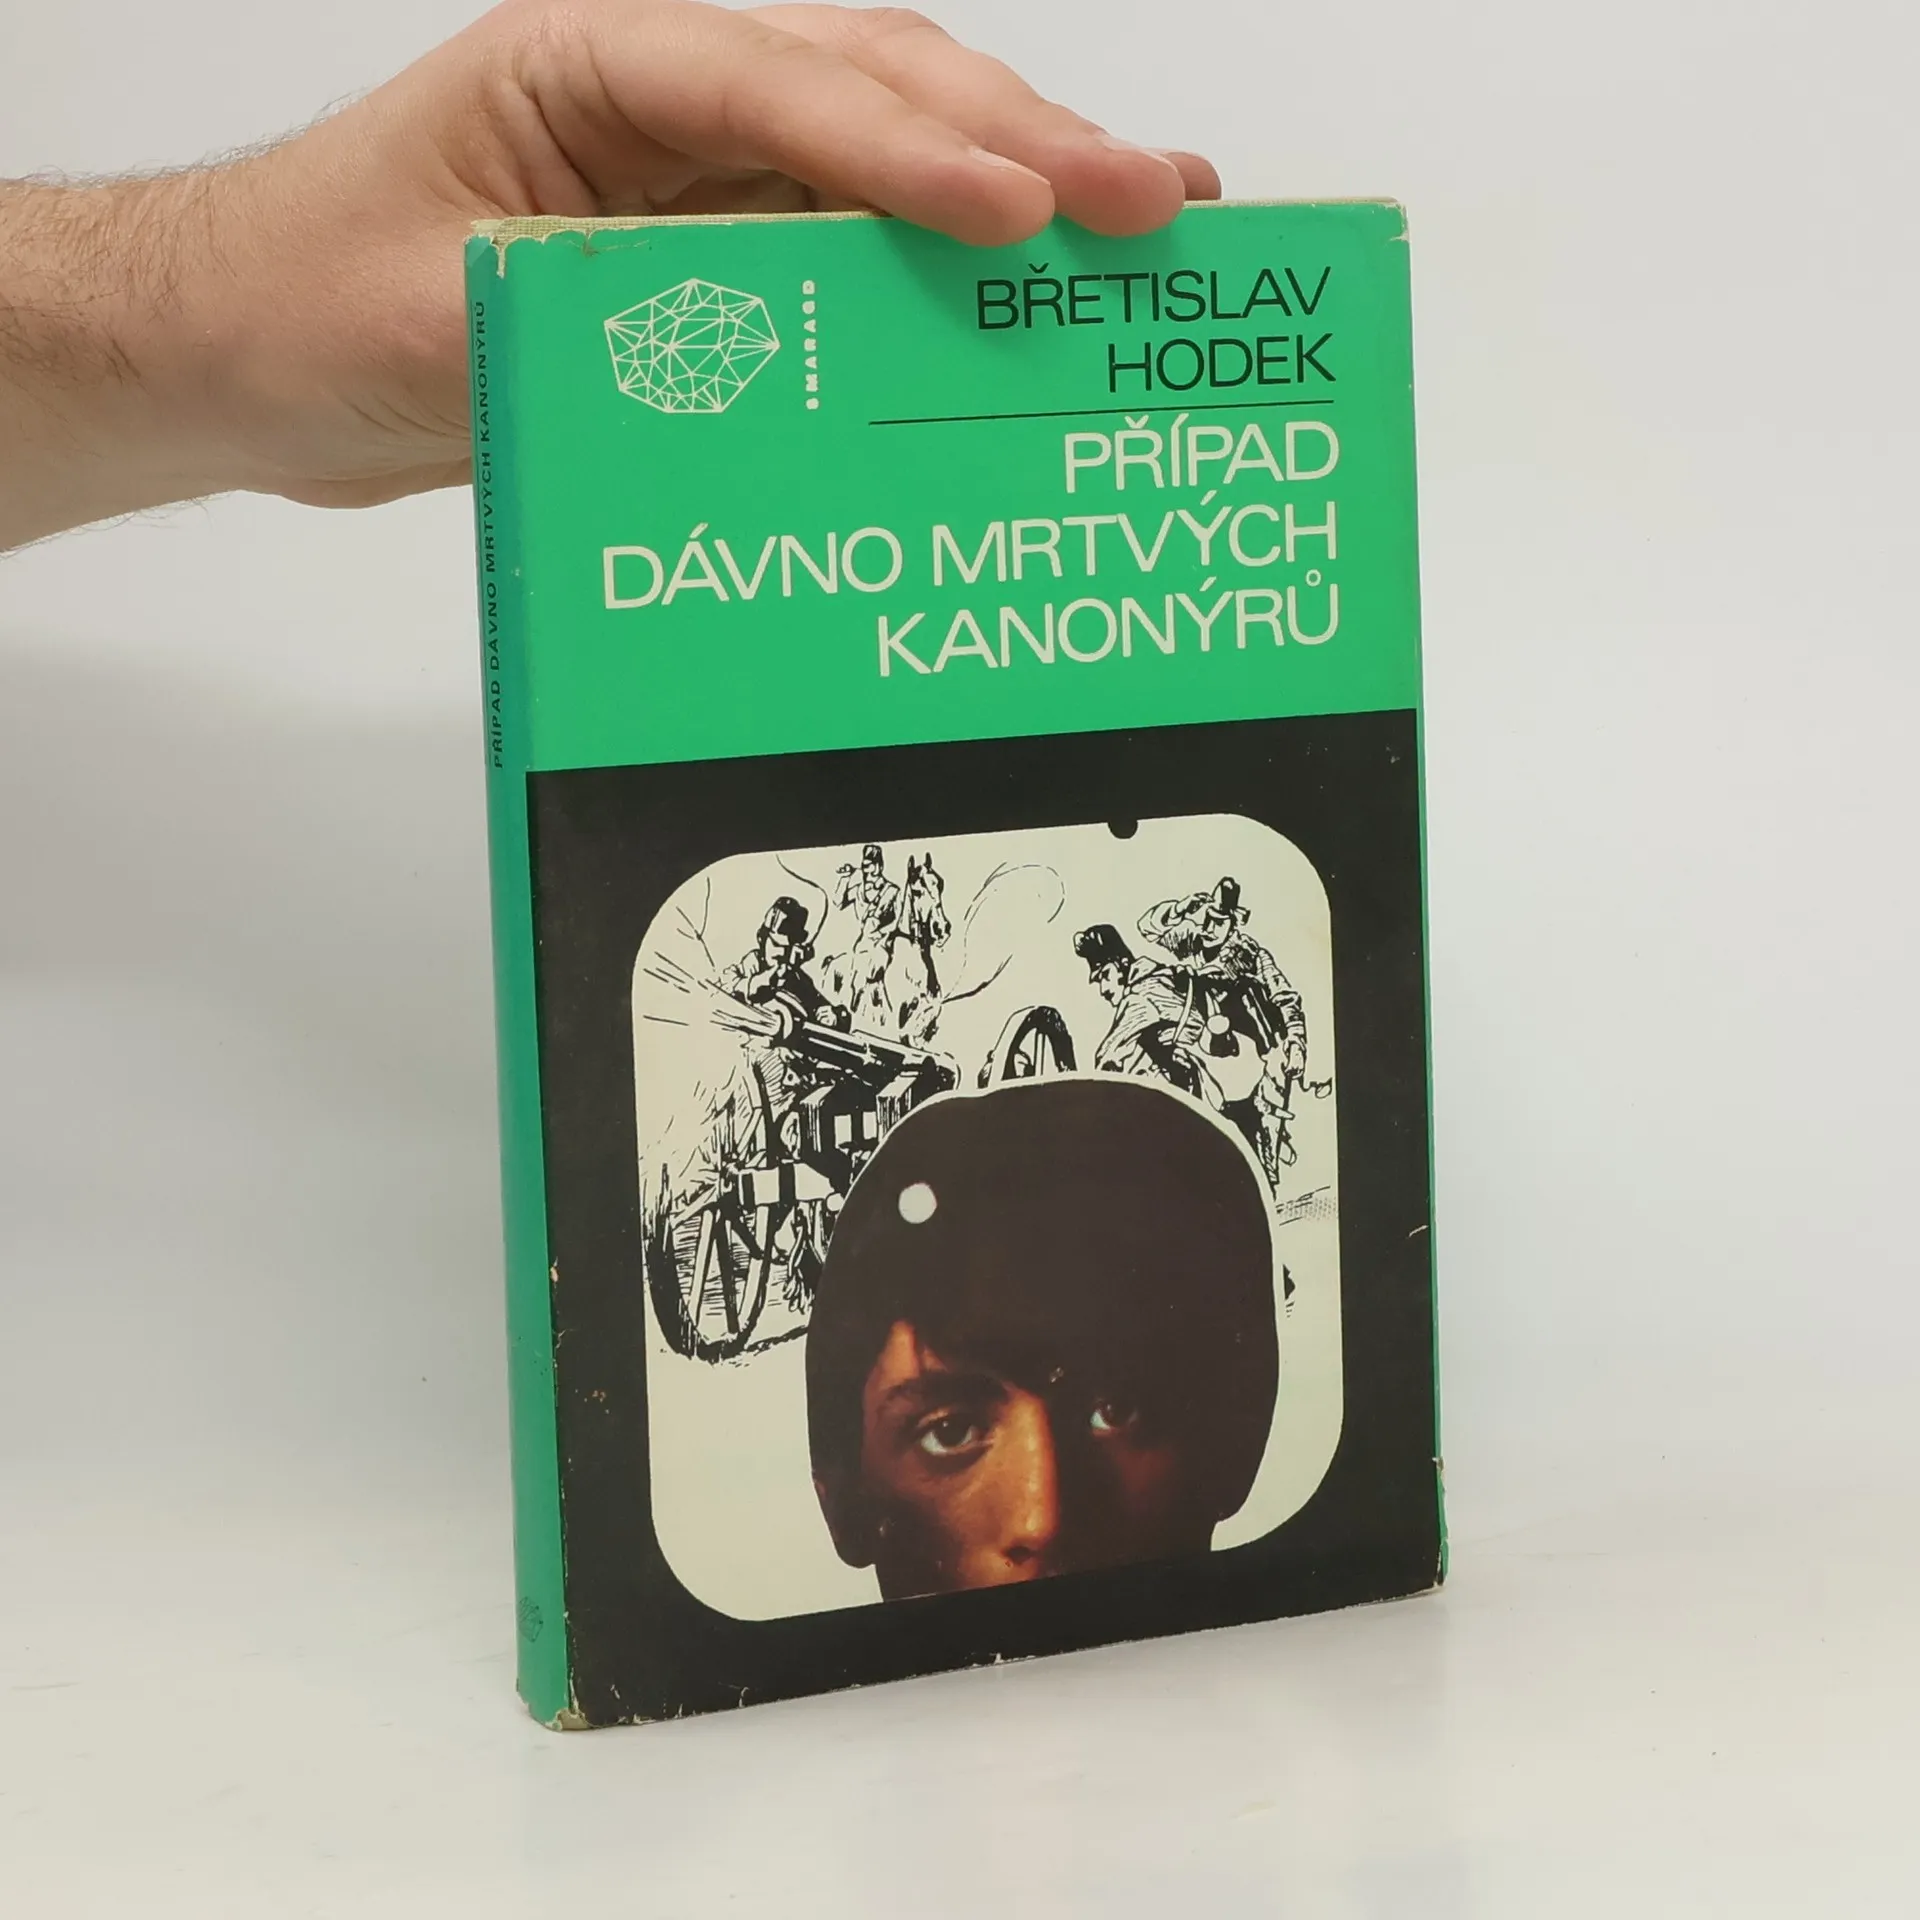 SMARAGD
BŘETISLAV
HODEK
PŘÍPAD
DÁVNO MRTVÝCH
KANONÝRŮ
PŘÍPAD DÁVNO MRTVÝCH KANONÝRŮ